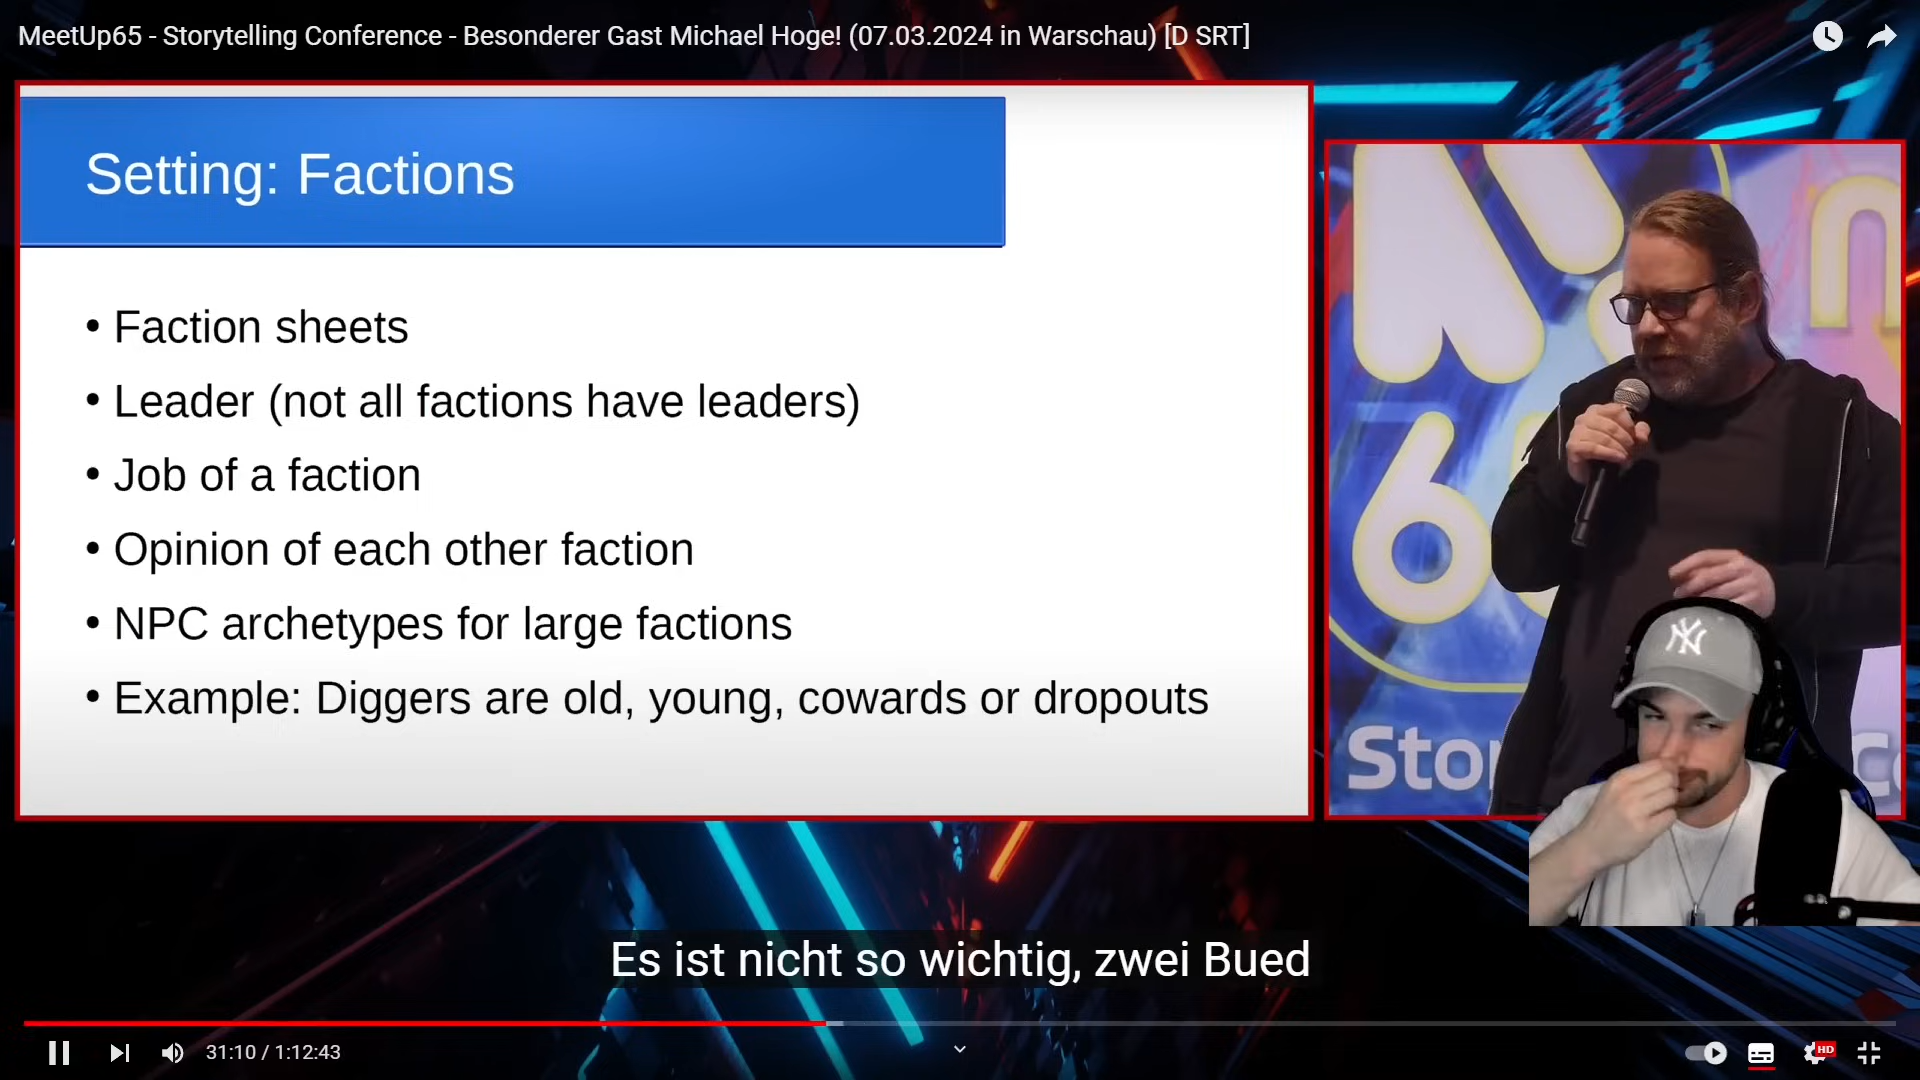 MeetUp65 - Storytelling Conference - Besonderer Gast Michael Hoge! (07.03.2024 in Warschau) [D SRT]
Setting: Factions
• Faction sheets
• Leader (not all factions have leaders)
• Job of a faction
• Opinion of each other faction
• NPC archetypes for large factions
• Example: Diggers are old, young, cowards or dropouts
6
Sto
NY
Es ist nicht so wichtig, zwei Bued
31:10 / 1:12:43
HD